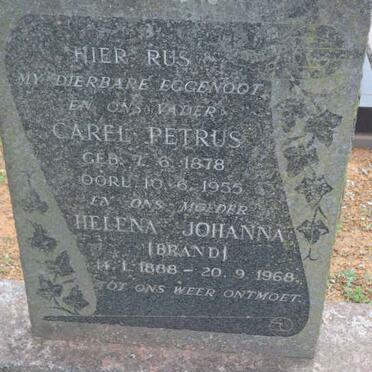 HIER RUS
MY DIERBARE EGGENOOT
EN ONS VADER
CAREL PETRUS
GEB. 7. 6. 1878
OORL. 10. 6. 1955
EN ONS MOEDER
HELENA JOHANNA
(BRAND)
14. 1. 1888 – 20. 9. 1968
TOT ONS WEER ONTMOET.